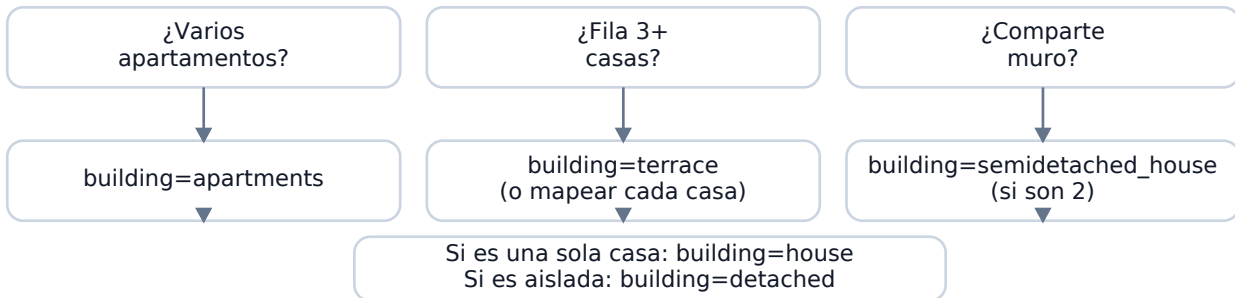 ¿Varios
apartamentos?
¿Fila 3+
casas?
¿Comparte
muro?
building=apartments
building=terrace
(o mapear cada casa)
building=semidetached_house
(si son 2)
Si es una sola casa: building=house
Si es aislada: building=detached